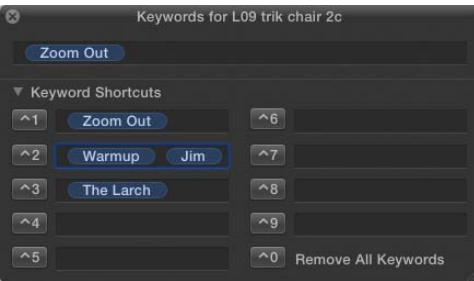 Keywords for L09 trik chair 2c
Zoom Out
▼ Keyword Shortcuts
^1 Zoom Out ^6
^2 Warmup Jim ^7
^3 The Larch ^8
^4 ^9
^5 ^0 Remove All Keywords